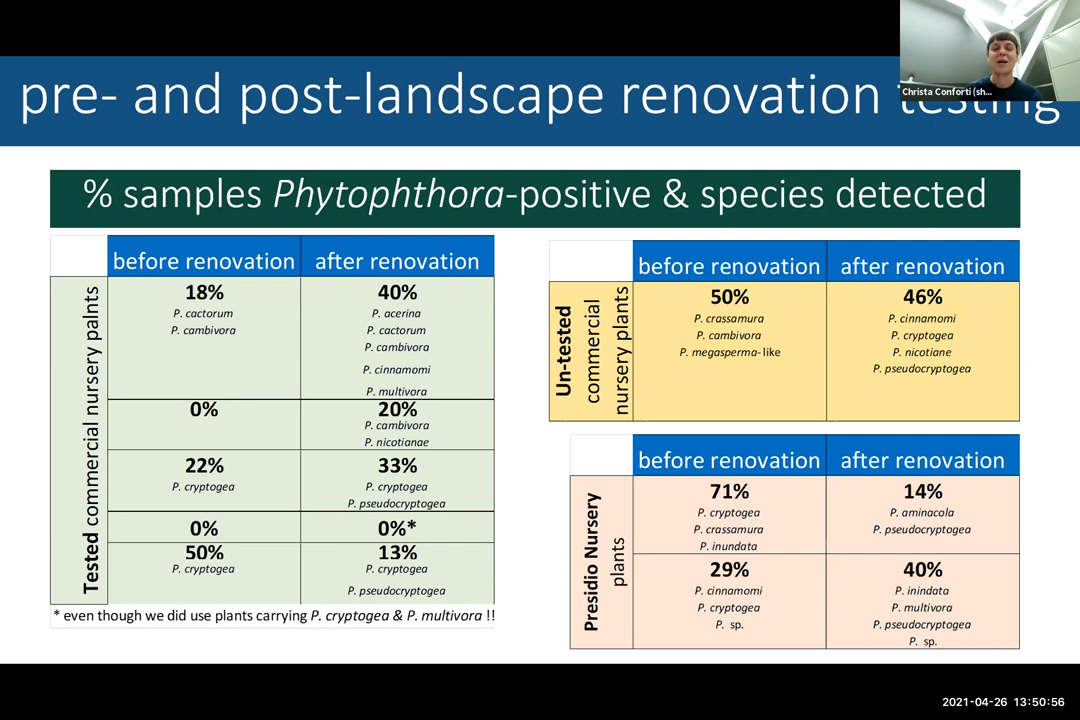 pre- and post-landscape renovation testing
Christa Conforti (sh...
% samples Phytophthora-positive & species detected
before renovation after renovation
Tested commercial nursery palnts
18% 40%
P. cactorum P. acerina
P. cambivora P. cactorum
P. cambivora
P. cinnamomi
P. multivora
0% 20%
P. cambivora
P. nicotianae
22% 33%
P. cryptogea P. cryptogea
P. pseudocryptogea
0% 0%*
50% 13%
P. cryptogea P. cryptogea
P. pseudocryptogea
* even though we did use plants carrying P. cryptogea & P. multivora !!
before renovation after renovation
Un-tested
commercial
nursery plants
50% 46%
P. crassamura P. cinnamomi
P. cambivora P. cryptogea
P. megasperma- like P. nicotiane
P. pseudocryptogea
before renovation after renovation
Presidio Nursery
plants
71% 14%
P. cryptogea P. aminacola
P. crassamura P. pseudocryptogea
P. inundata
29% 40%
P. cinnamomi P. inindata
P. cryptogea P. multivora
P. sp. P. pseudocryptogea
P. sp.
2021-04-26 13:50:56